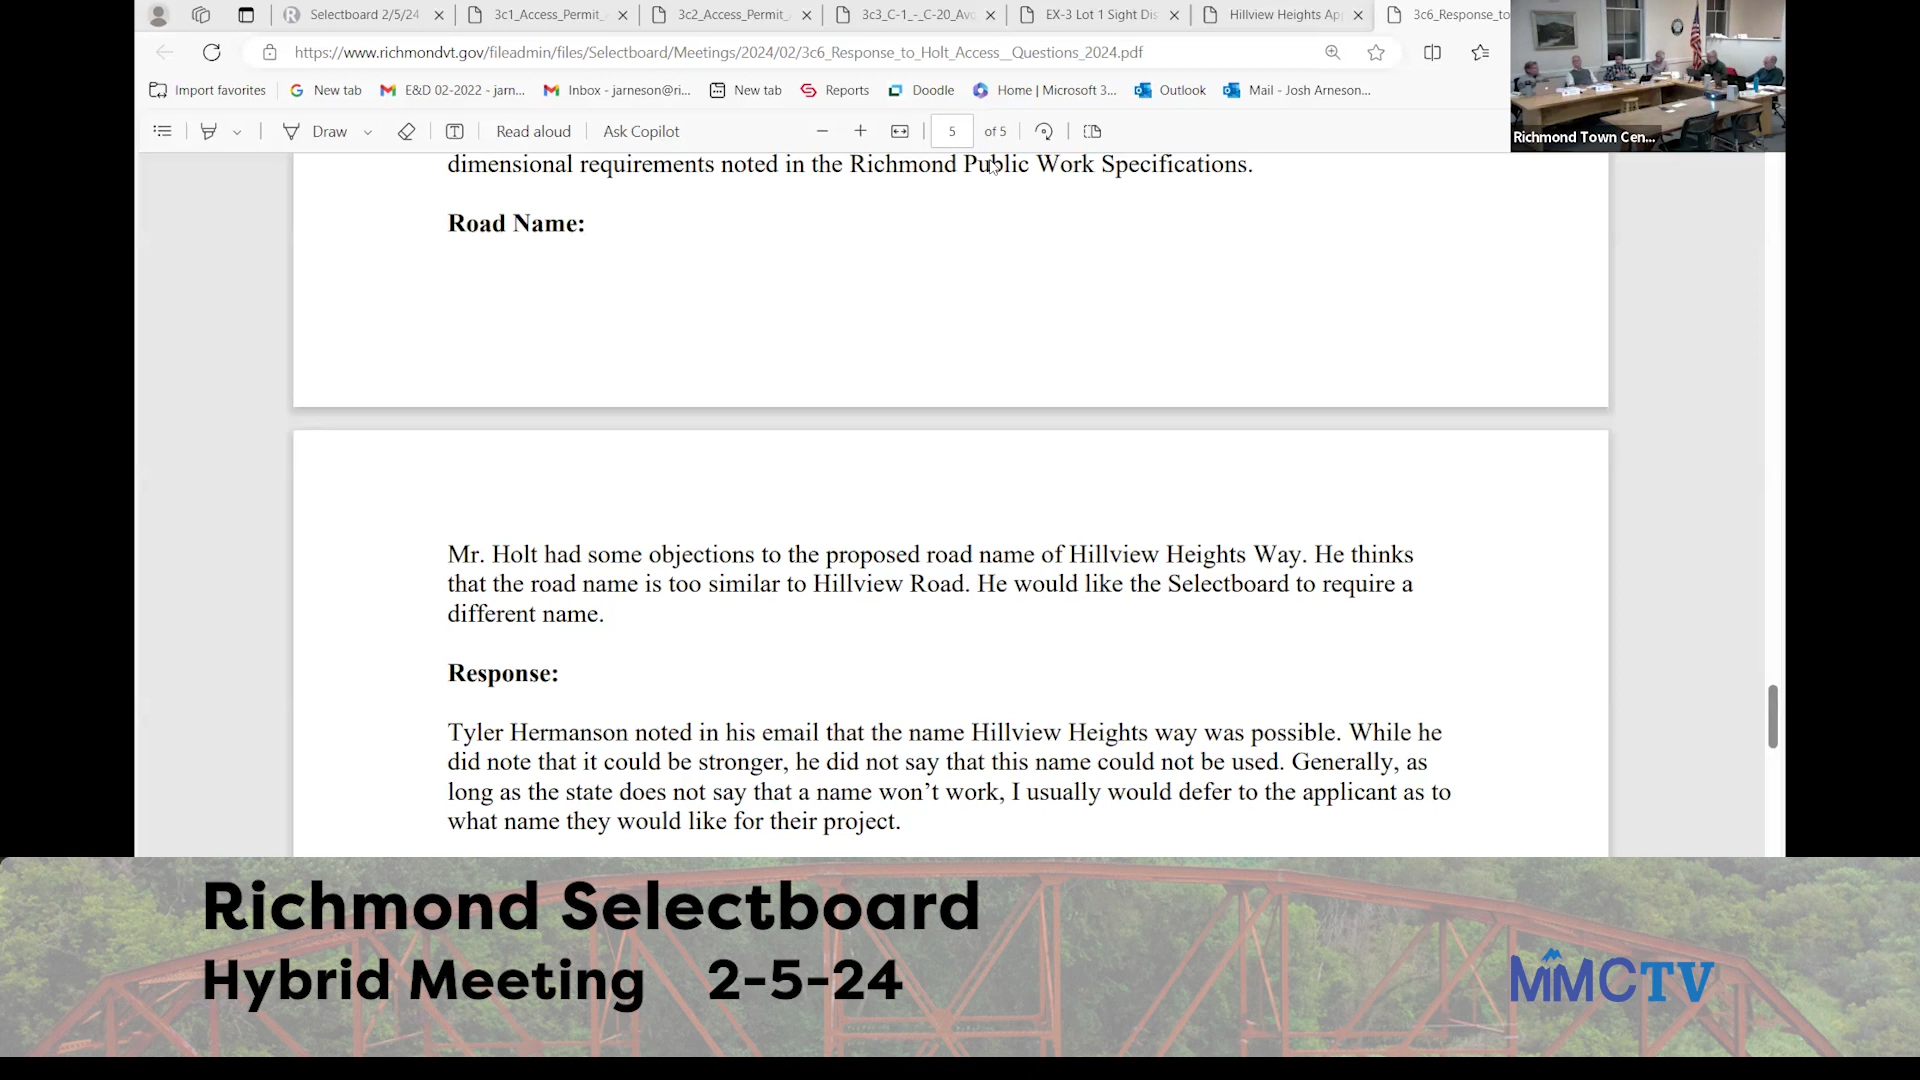 Selectboard 2/5/24
3c1_Access_Permit_
3c2_Access_Permit_
3c3_C-1_-_C-20_Avo
EX-3 Lot 1 Sight Dis
Hillview Heights Ap
3c6_Response_to
https://www.richmondvt.gov/fileadmin/files/Selectboard/Meetings/2024/02/3c6_Response_to_Holt_Access__Questions_2024.pdf
Import favorites
New tab
E&D 02-2022 - jarn...
Inbox - jarneson@ri...
New tab
Reports
Doodle
Home | Microsoft 3...
Outlook
Mail - Josh Arneson...
Draw
Read aloud
Ask Copilot
5 of 5
Richmond Town Cen...
dimensional requirements noted in the Richmond Public Work Specifications.
Road Name:
Mr. Holt had some objections to the proposed road name of Hillview Heights Way. He thinks
that the road name is too similar to Hillview Road. He would like the Selectboard to require a
different name.
Response:
Tyler Hermanson noted in his email that the name Hillview Heights way was possible. While he
did note that it could be stronger, he did not say that this name could not be used. Generally, as
long as the state does not say that a name won’t work, I usually would defer to the applicant as to
what name they would like for their project.
Richmond Selectboard
Hybrid Meeting 2-5-24
MMCTV